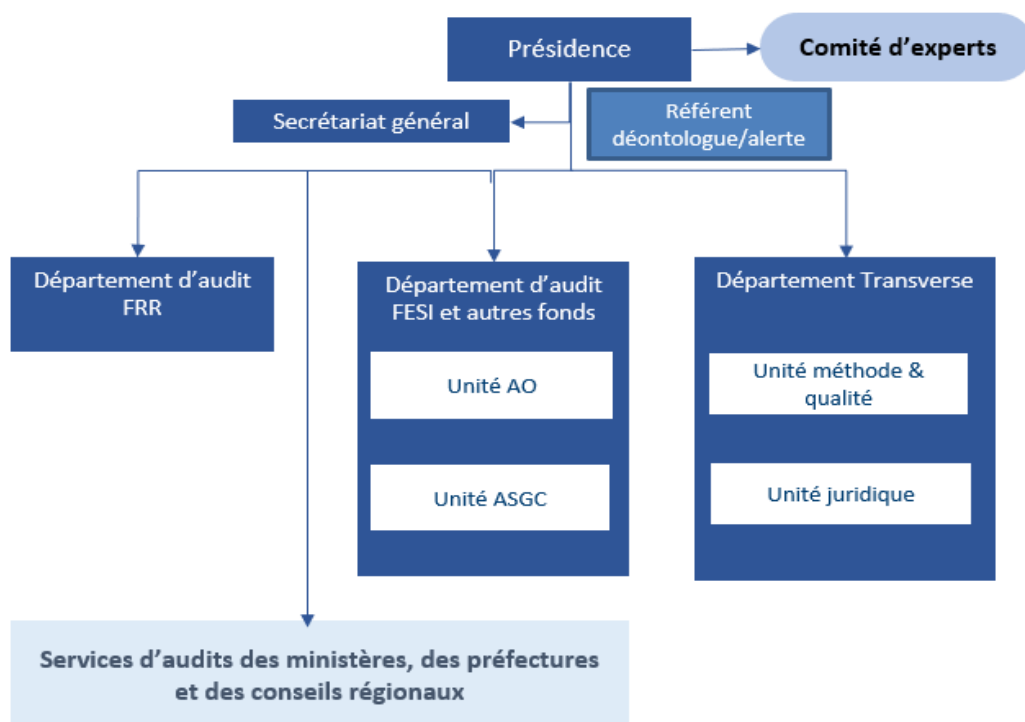 Présidence
Comité d’experts
Secrétariat général
Référent
déontologue/alerte
Département d’audit
FRR
Département d’audit
FESI et autres fonds
Unité AO
Unité ASGC
Département Transverse
Unité méthode &
qualité
Unité juridique
Services d’audits des ministères, des préfectures
et des conseils régionaux